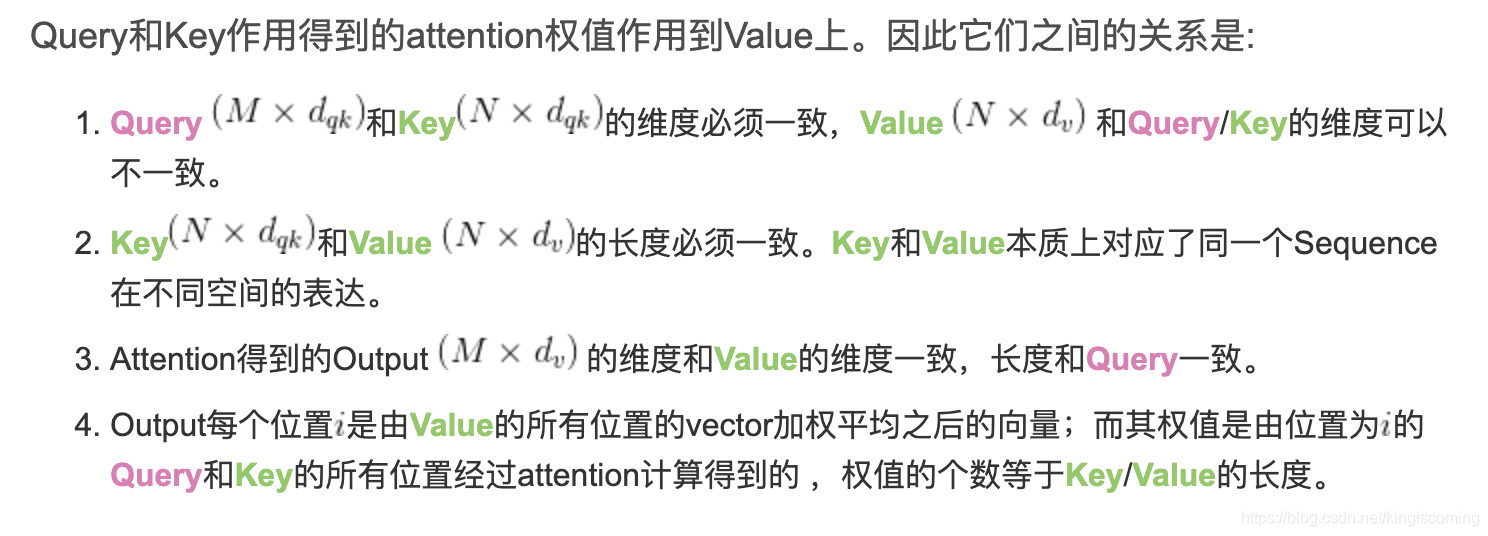 Query和Key作用得到的attention权值作用到Value上。因此它们之间的关系是:
1. Query (M × d_{qk})和Key(N × d_{qk})的维度必须一致，Value (N × d_v) 和Query/Key的维度可以
不一致。
2. Key(N × d_{qk})和Value (N × d_v)的长度必须一致。Key和Value本质上对应了同一个Sequence
在不同空间的表达。
3. Attention得到的Output (M × d_v) 的维度和Value的维度一致，长度和Query一致。
4. Output每个位置i是由Value的所有位置的vector加权平均之后的向量；而其权值是由位置为i的
Query和Key的所有位置经过attention计算得到的 ，权值的个数等于Key/Value的长度。
https://blog.csdn.net/kingiscoming